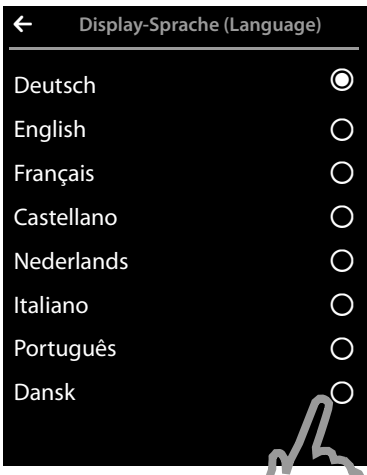 Display-Sprache (Language)
Deutsch
English
Français
Castellano
Nederlands
Italiano
Português
Dansk